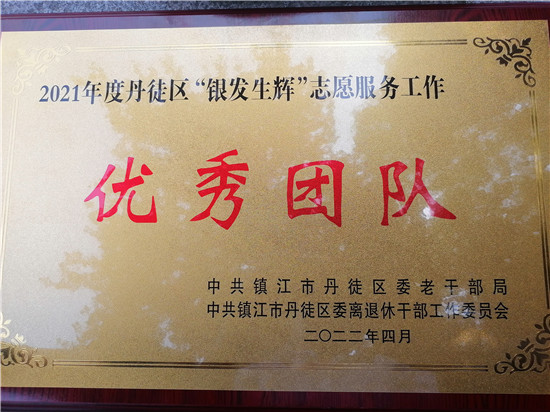 2021年度丹徒区“银发生辉”志愿服务工作
优秀团队
中共镇江市丹徒区委老干部局
中共镇江市丹徒区委离退休干部工作委员会
二〇二二年四月